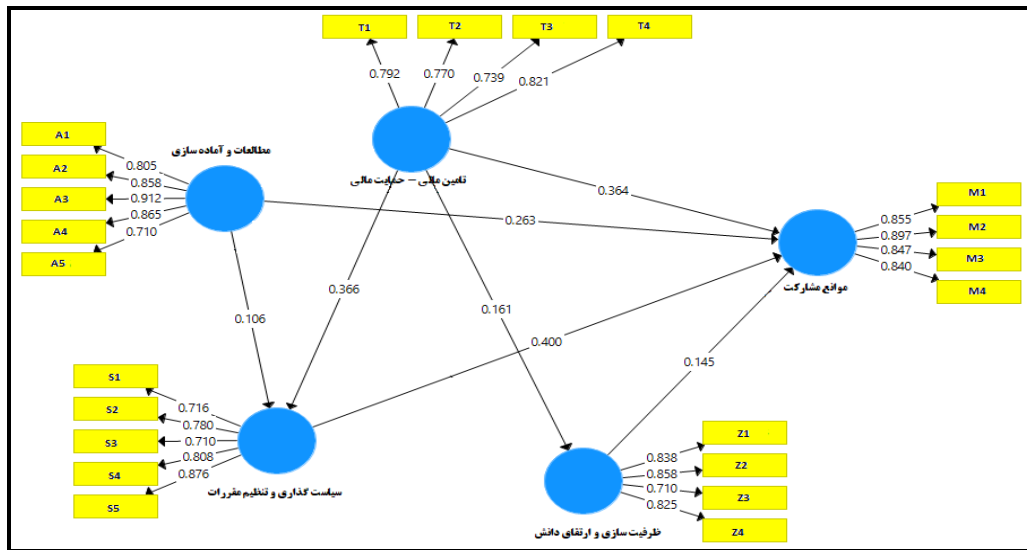 T1
T2
T3
T4
0.792
0.770
0.739
0.821
A1
A2
A3
A4
A5
0.805
0.858
0.912
0.865
0.710
مطالعات و آماده سازی
تامین مالی – حمایت مالی
0.364
0.263
0.106
0.366
0.161
0.400
0.145
M1
M2
M3
M4
0.855
0.897
0.847
0.840
موانع مشارکت
S1
S2
S3
S4
S5
0.716
0.780
0.710
0.808
0.876
سیاست گذاری و تنظیم مقررات
Z1
Z2
Z3
Z4
0.838
0.858
0.710
0.825
ظرفیت سازی و ارتقای دانش